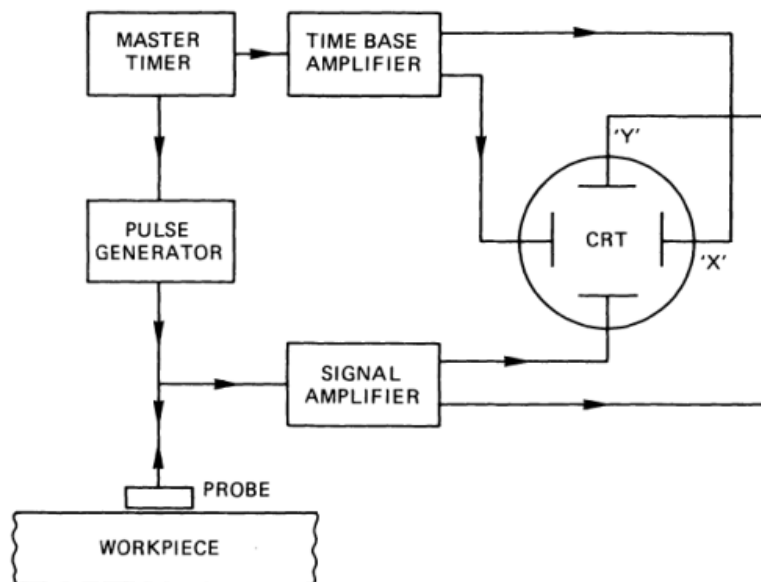 MASTER
TIMER
TIME BASE
AMPLIFIER
'Y'
PULSE
GENERATOR
CRT
'X'
SIGNAL
AMPLIFIER
PROBE
WORKPIECE